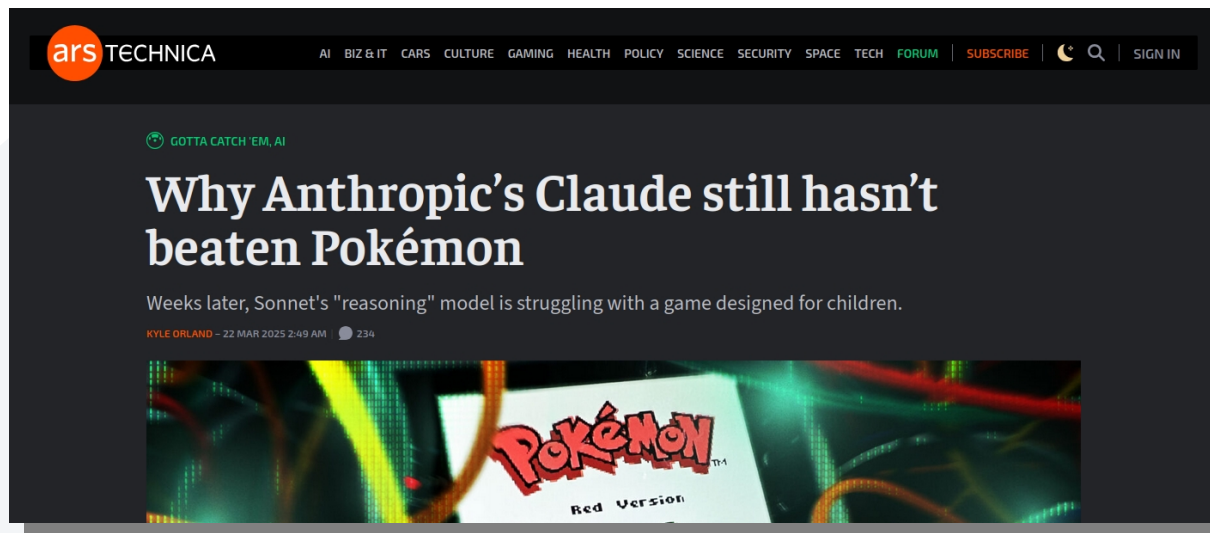 ars TECHNICA
AI BIZ & IT CARS CULTURE GAMING HEALTH POLICY SCIENCE SECURITY SPACE TECH FORUM SUBSCRIBE SIGN IN
GOTTA CATCH 'EM, AI
Why Anthropic’s Claude still hasn’t
beaten Pokémon
Weeks later, Sonnet's "reasoning" model is struggling with a game designed for children.
KYLE ORLAND – 22 MAR 2025 2:49 AM | 234
POKéMON TM
Red Version